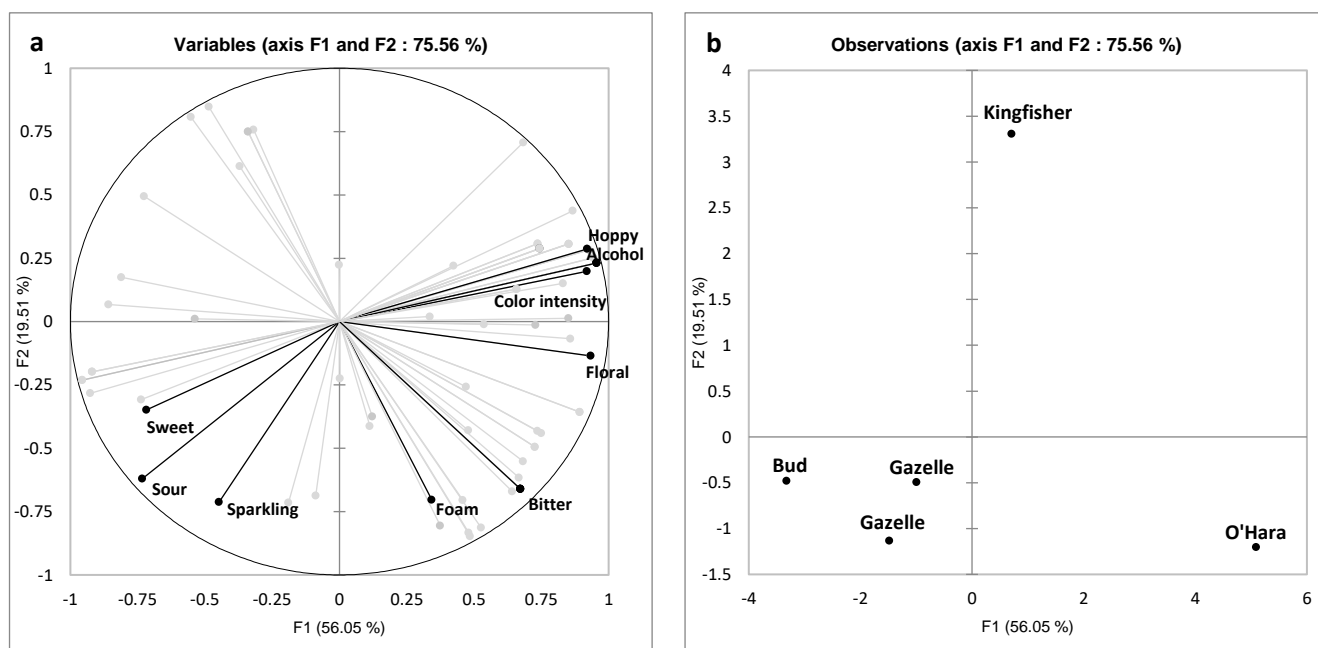 a
Variables (axis F1 and F2 : 75.56 %)
1
0.75
0.5
0.25
0
-0.25
-0.5
-0.75
-1
F2 (19.51 %)
Hoppy
Alcohol
Color intensity
Floral
Sweet
Sour
Sparkling
Foam
Bitter
-1
-0.75
-0.5
-0.25
0
0.25
0.5
0.75
1
F1 (56.05 %)
b
Observations (axis F1 and F2 : 75.56 %)
4
3.5
3
2.5
2
1.5
1
0.5
0
-0.5
-1
-1.5
F2 (19.51 %)
Kingfisher
Bud
Gazelle
Gazelle
O'Hara
-4
-2
0
2
4
6
F1 (56.05 %)